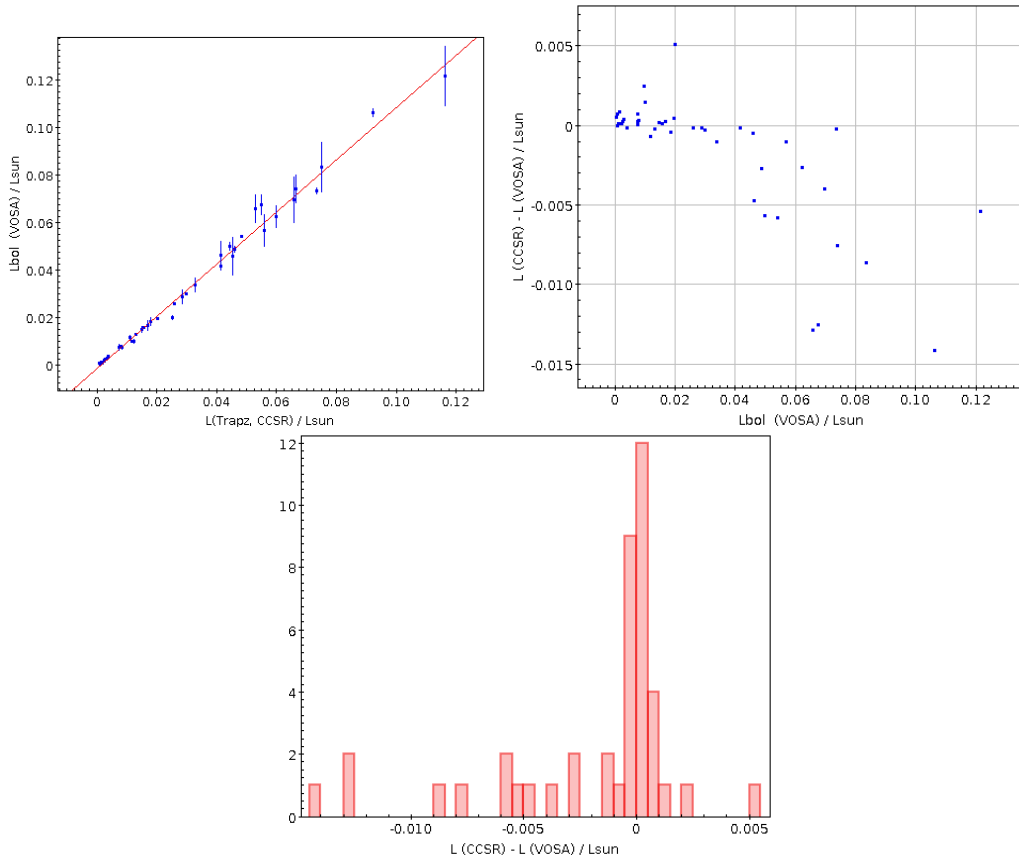 0.12
0.10
0.08
0.06
0.04
0.02
0
Lbol (VOSA) / Lsun
0 0.02 0.04 0.06 0.08 0.10 0.12
L(Trapz, CCSR) / Lsun
0.005
0
-0.005
-0.010
-0.015
L (CCSR) - L (VOSA) / Lsun
0 0.02 0.04 0.06 0.08 0.10 0.12
Lbol (VOSA) / Lsun
12
10
8
6
4
2
0
-0.010 -0.005 0 0.005
L (CCSR) - L (VOSA) / Lsun